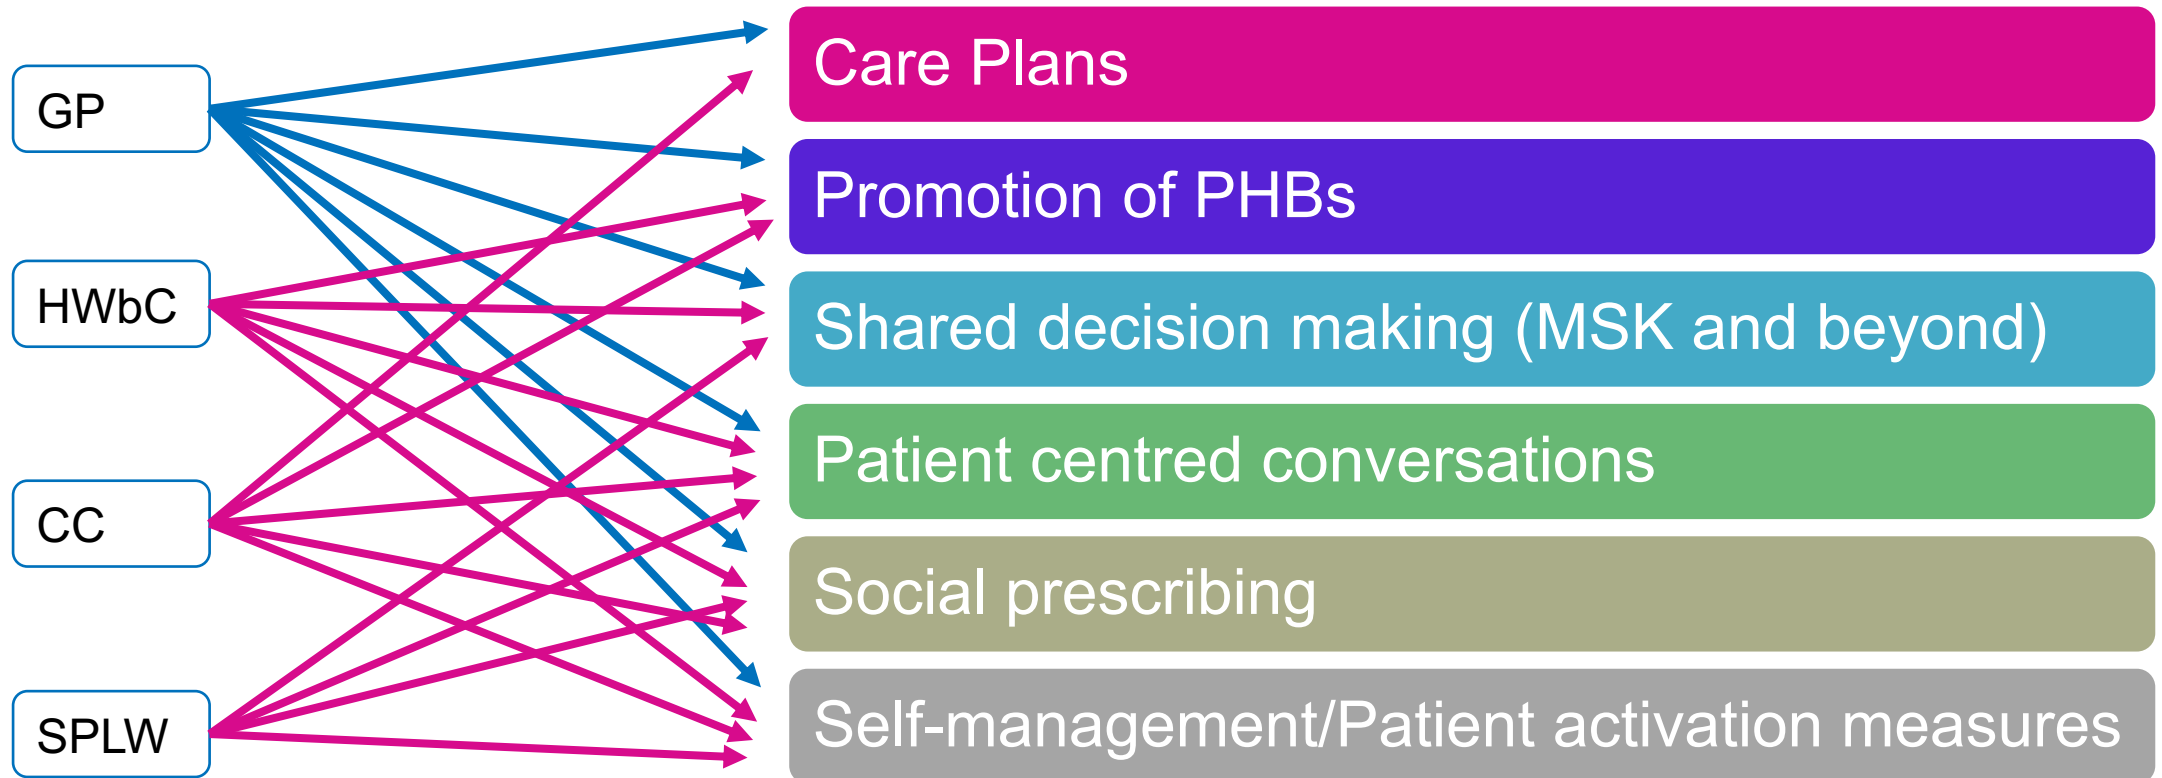 GP
HWbC
CC
SPLW
Care Plans
Promotion of PHBs
Shared decision making (MSK and beyond)
Patient centred conversations
Social prescribing
Self-management/Patient activation measures